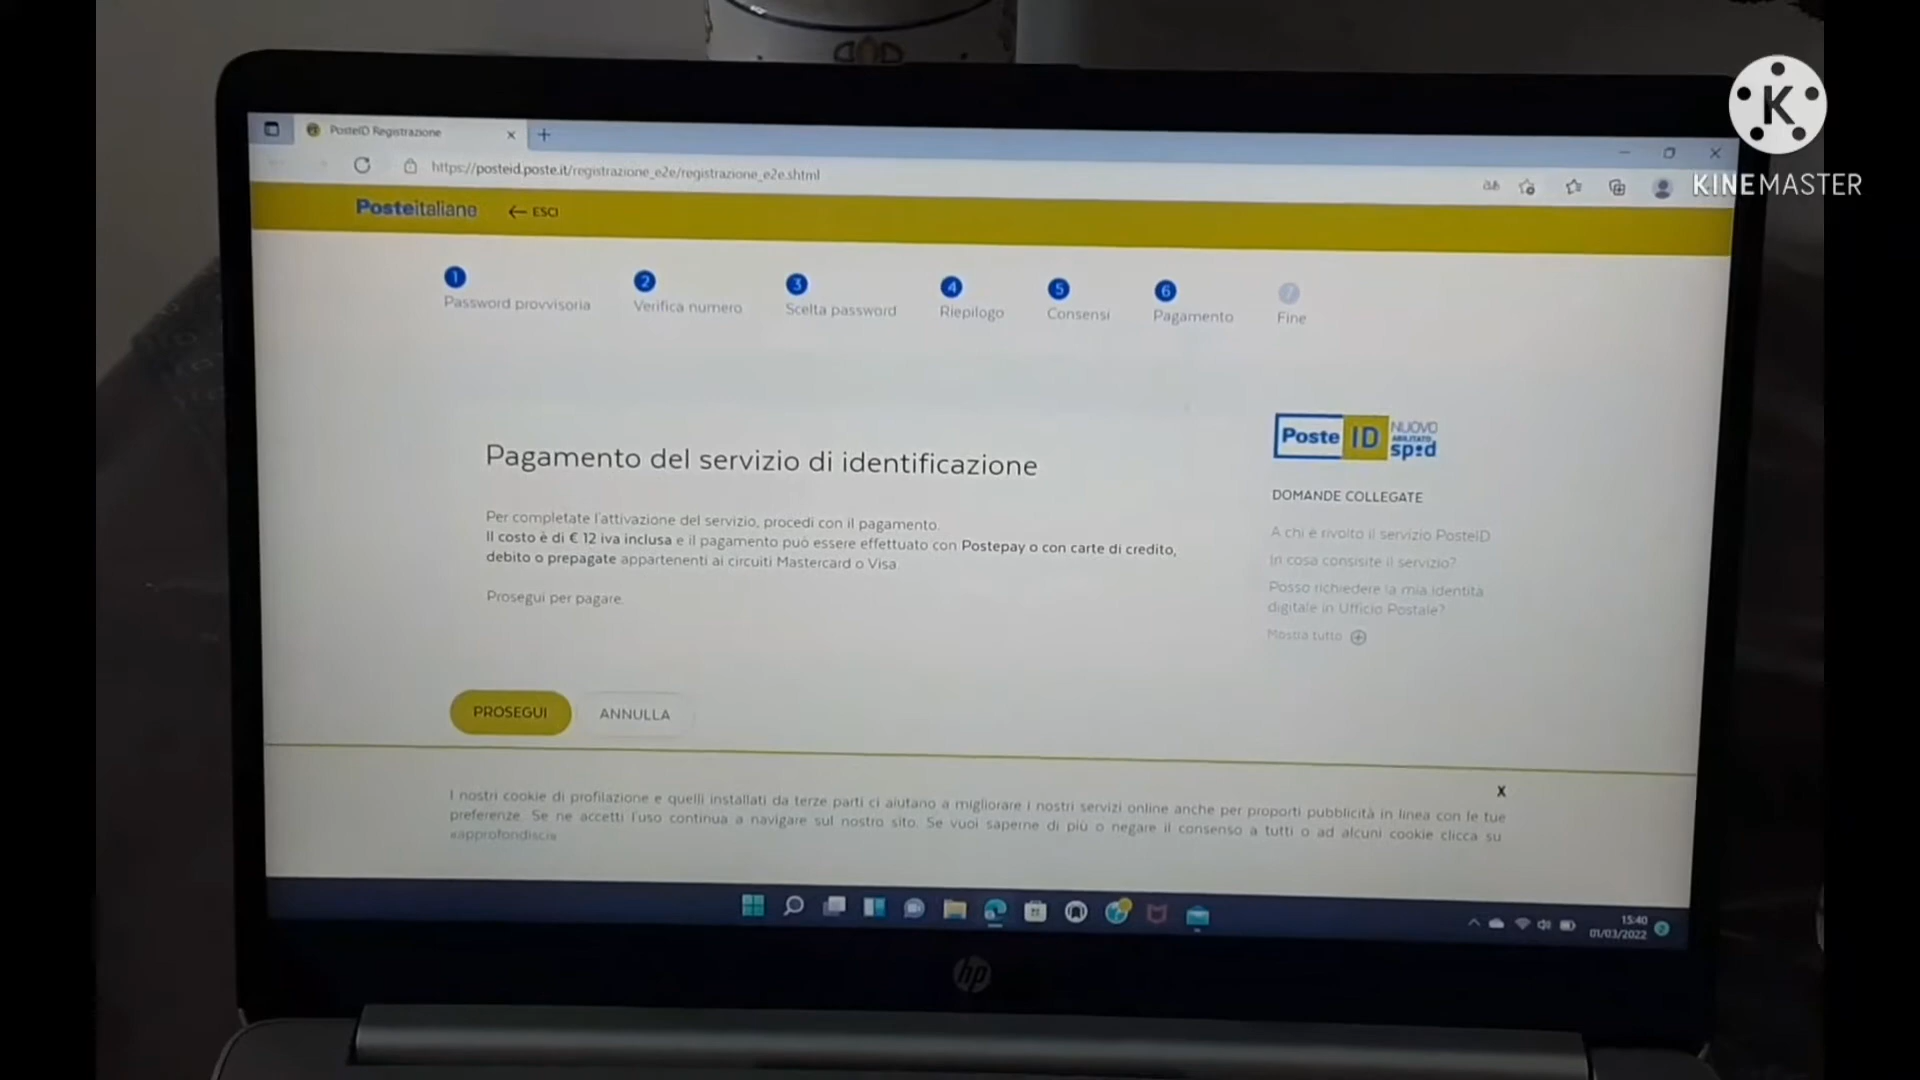 PosteID Registrazione
https://posteid.poste.it/registrazione_e2e/registrazione_e2e.shtml
KINEMASTER
Posteitaliane ← ESCI
1 2 3 4 5 6 7
Password provvisoria Verifica numero Scelta password Riepilogo Consensi Pagamento Fine
Pagamento del servizio di identificazione
Per completate l'attivazione del servizio, procedi con il pagamento.
Il costo è di € 12 iva inclusa e il pagamento può essere effettuato con Postepay o con carte di credito,
debito o prepagate appartenenti ai circuiti Mastercard o Visa
Prosegui per pagare.
PROSEGUI ANNULLA
Poste ID NUOVO
ABILITATO
spid
DOMANDE COLLEGATE
A chi è rivolto il servizio PosteID
In cosa consisite il servizio?
Posso richiedere la mia identità
digitale in Ufficio Postale?
Mostra tutto
X
I nostri cookie di profilazione e quelli installati da terze parti ci aiutano a migliorare i nostri servizi online anche per proporti pubblicità in linea con le tue
preferenze. Se ne accetti l'uso continua a navigare sul nostro sito. Se vuoi saperne di più o negare il consenso a tutti o ad alcuni cookie clicca su
«approfondisci»
15:40
01/03/2022
hp